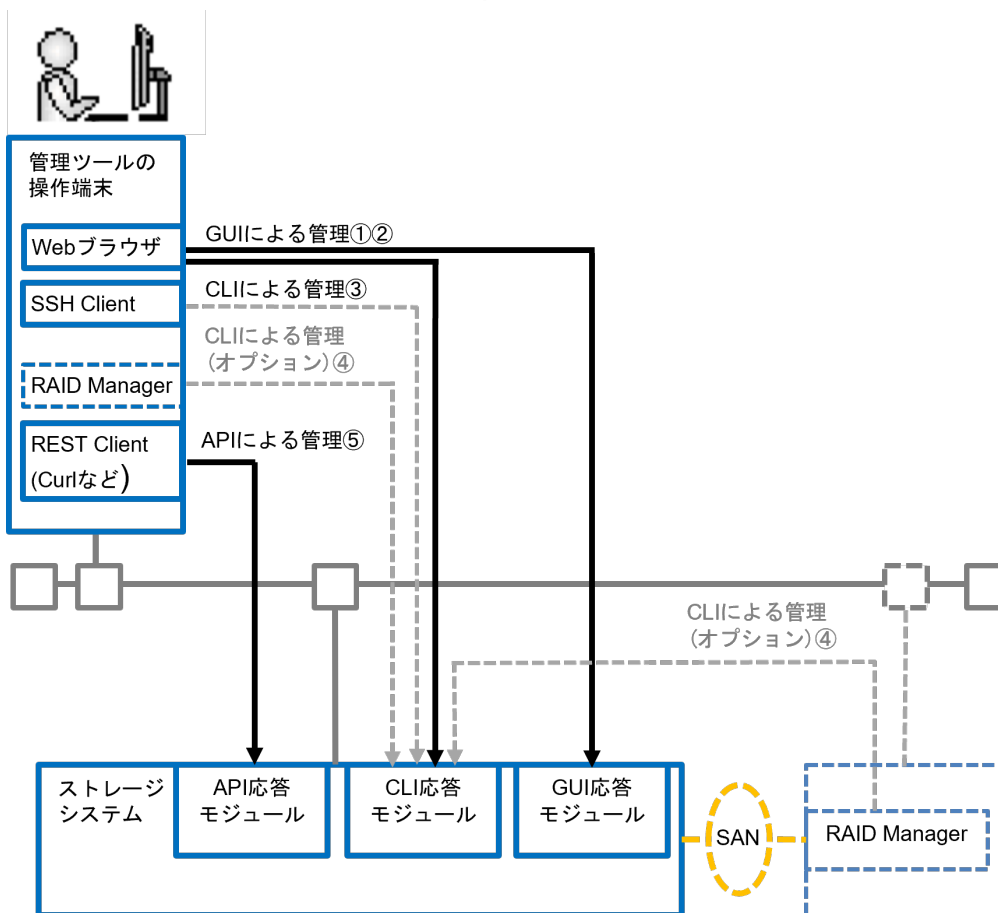 管理ツールの
操作端末
Webブラウザ
GUIによる管理①②
SSH Client
CLIによる管理③
CLIによる管理
(オプション)④
RAID Manager
REST Client
(Curlなど)
APIによる管理⑤
CLIによる管理
(オプション)④
ストレージ
システム
API応答
モジュール
CLI応答
モジュール
GUI応答
モジュール
SAN
RAID Manager